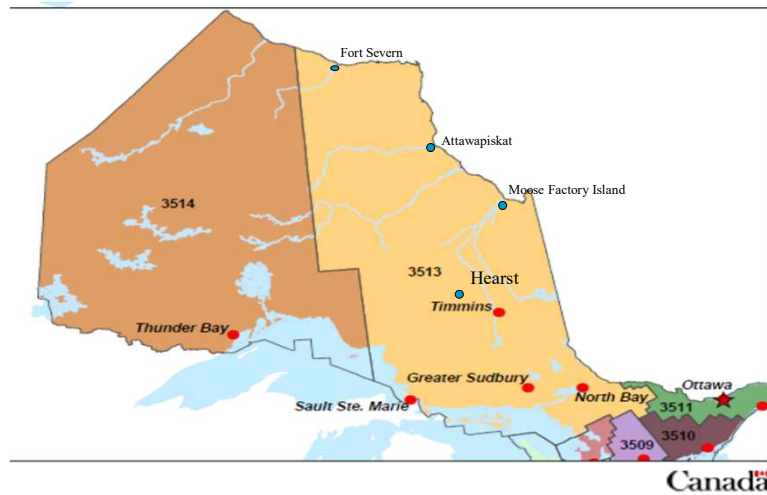 Fort Severn
Attawapiskat
Moose Factory Island
3514
3513
Hearst
Timmins
Thunder Bay
Greater Sudbury
Sault Ste. Marie
North Bay
Ottawa
3511
3510
3509
Canada